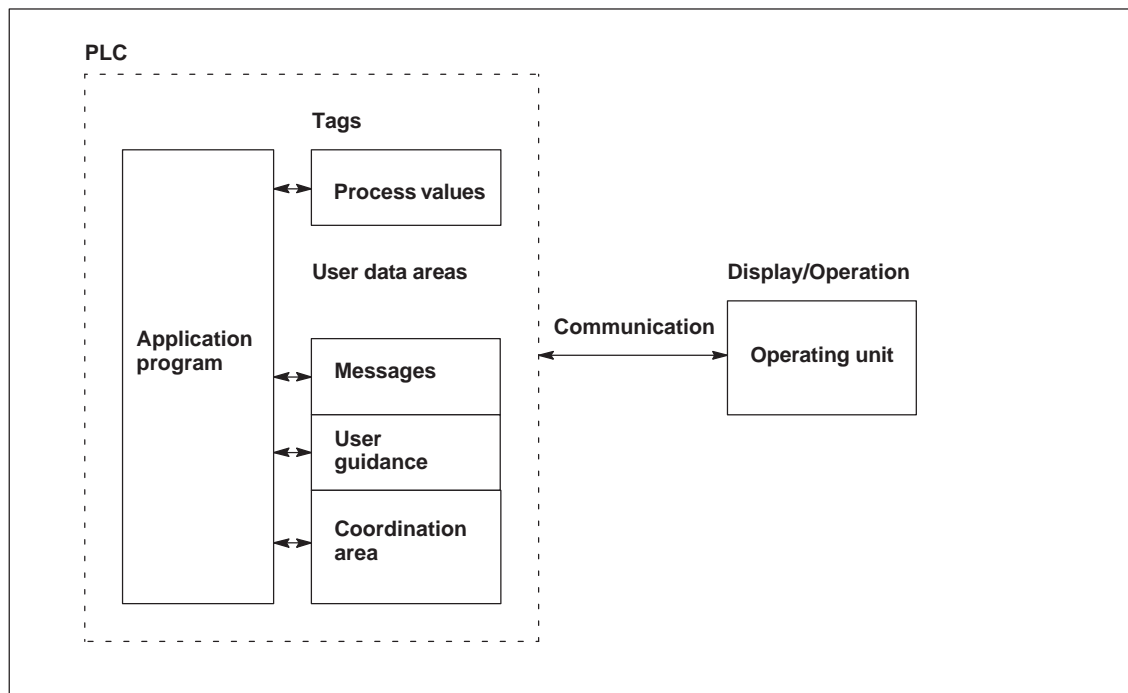 PLC
Tags
Process values
User data areas
Display/Operation
Communication
Application
program
Operating unit
Messages
User
guidance
Coordination
area